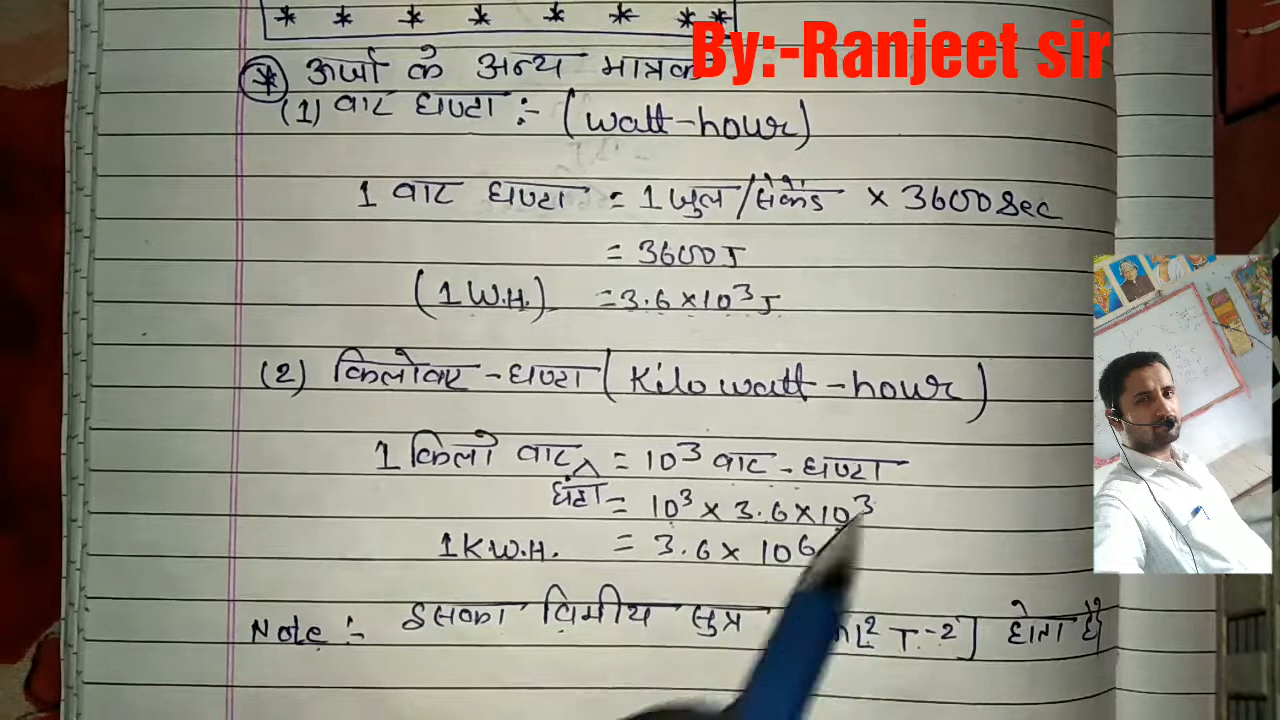 * * * * * * * *
By:-Ranjeet sir
* ऊर्जा के अन्य मात्रक
(1) वाट घण्टा :- (watt-hour)
1 वाट घण्टा = 1 जुल/सेकेंड × 3600 Sec
= 3600 J
(1 W.H.) = 3.6 × 10³ J
(2) किलोवाट - घण्टा (Kilo watt-hour)
1 किलो वाट = 10³ वाट - घण्टा
घंटा = 10³ × 3.6 × 10³
1 K.W.H. = 3.6 × 10⁶
Note :- इसका विमीय सुत्र L² T⁻²] होता है